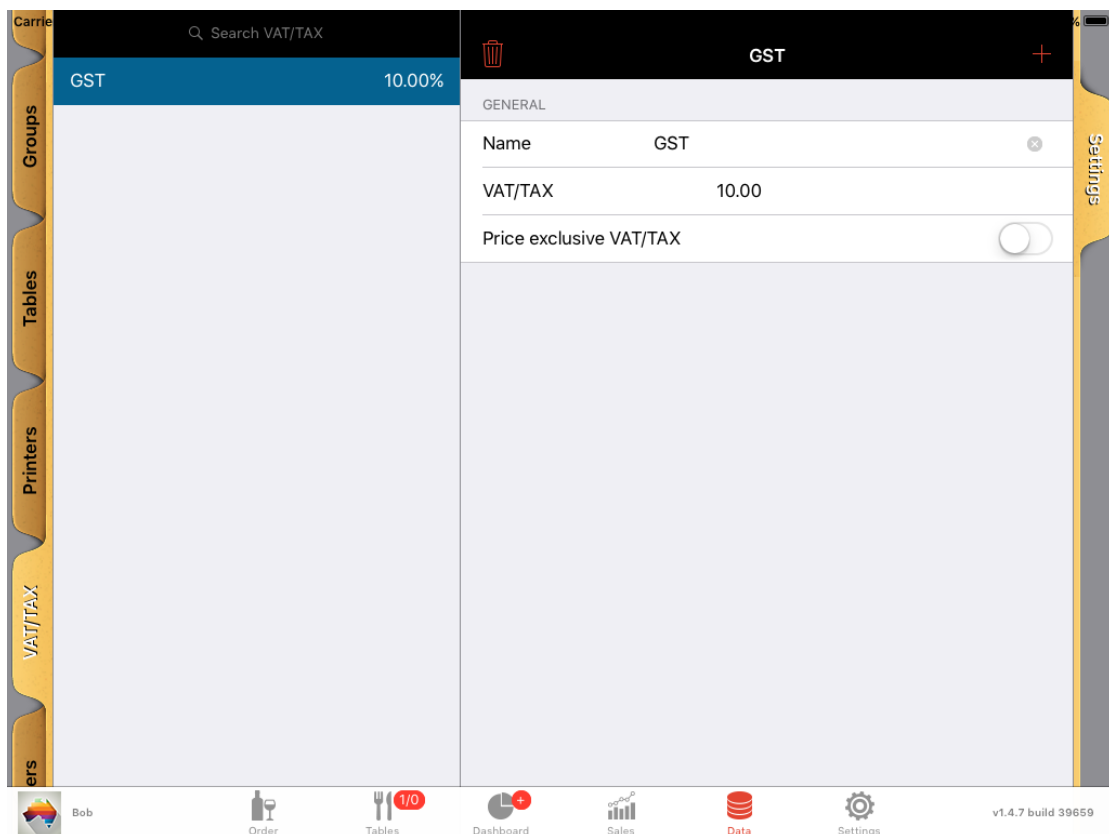 Carrie
%
Search VAT/TAX
GST
GST 10.00%
GENERAL
Name GST
VAT/TAX 10.00
Price exclusive VAT/TAX
Groups
Tables
Printers
VAT/TAX
ers
Settings
Bob
Order
1/0
Tables
+
Dashboard
Sales
Data
Settings
v1.4.7 build 39659